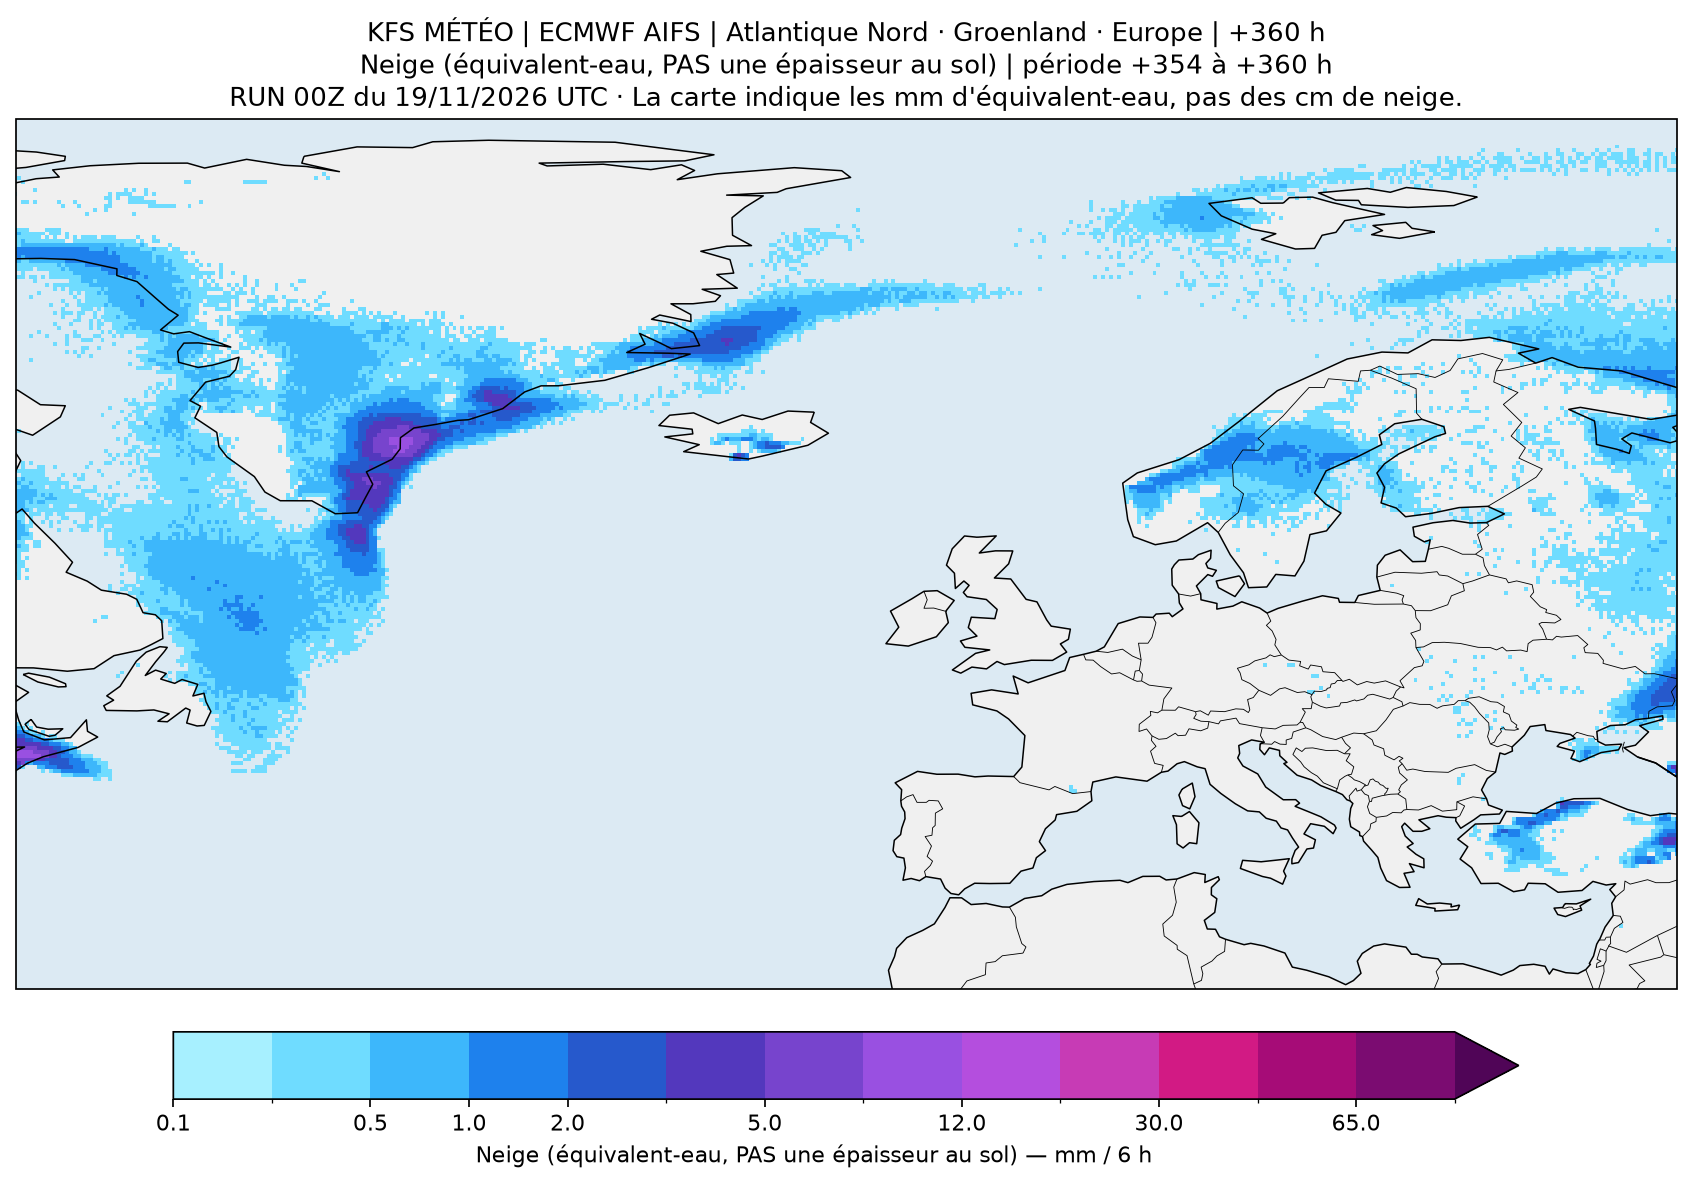 KFS MÉTÉO | ECMWF AIFS | Atlantique Nord · Groenland · Europe | +360 h
Neige (équivalent-eau, PAS une épaisseur au sol) | période +354 à +360 h
RUN 00Z du 19/11/2026 UTC · La carte indique les mm d'équivalent-eau, pas des cm de neige.
0.1 0.5 1.0 2.0 5.0 12.0 30.0 65.0
Neige (équivalent-eau, PAS une épaisseur au sol) — mm / 6 h